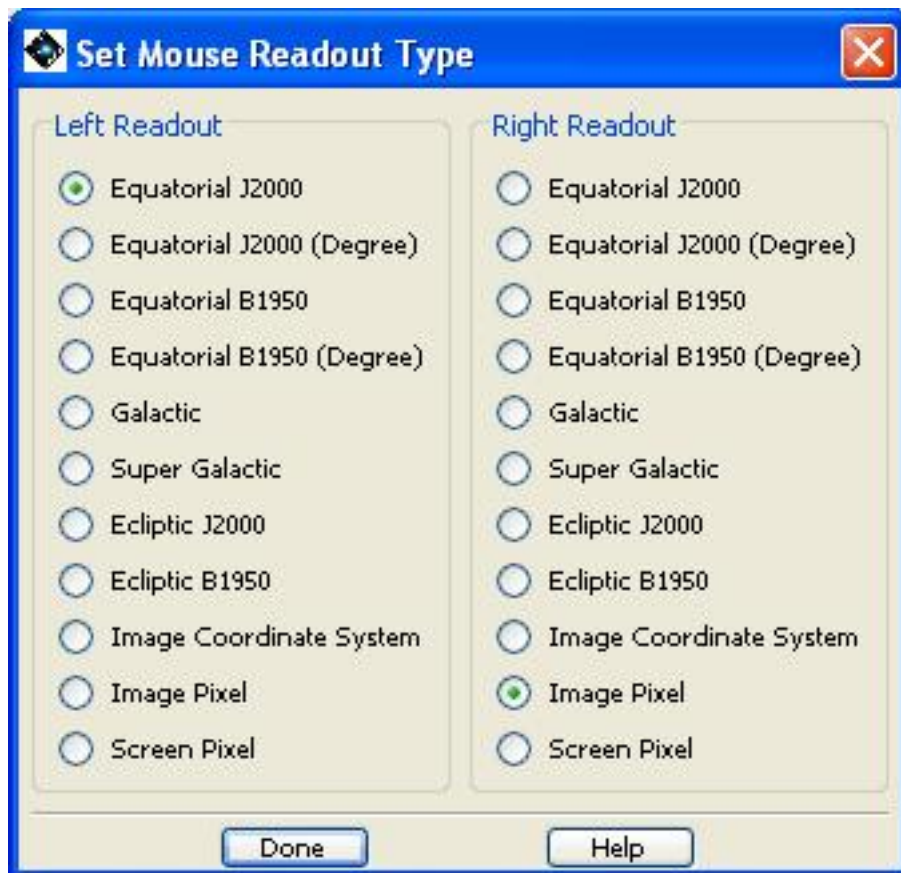 Set Mouse Readout Type
Left Readout
Equatorial J2000
Equatorial J2000 (Degree)
Equatorial B1950
Equatorial B1950 (Degree)
Galactic
Super Galactic
Ecliptic J2000
Ecliptic B1950
Image Coordinate System
Image Pixel
Screen Pixel
Right Readout
Equatorial J2000
Equatorial J2000 (Degree)
Equatorial B1950
Equatorial B1950 (Degree)
Galactic
Super Galactic
Ecliptic J2000
Ecliptic B1950
Image Coordinate System
Image Pixel
Screen Pixel
Done
Help